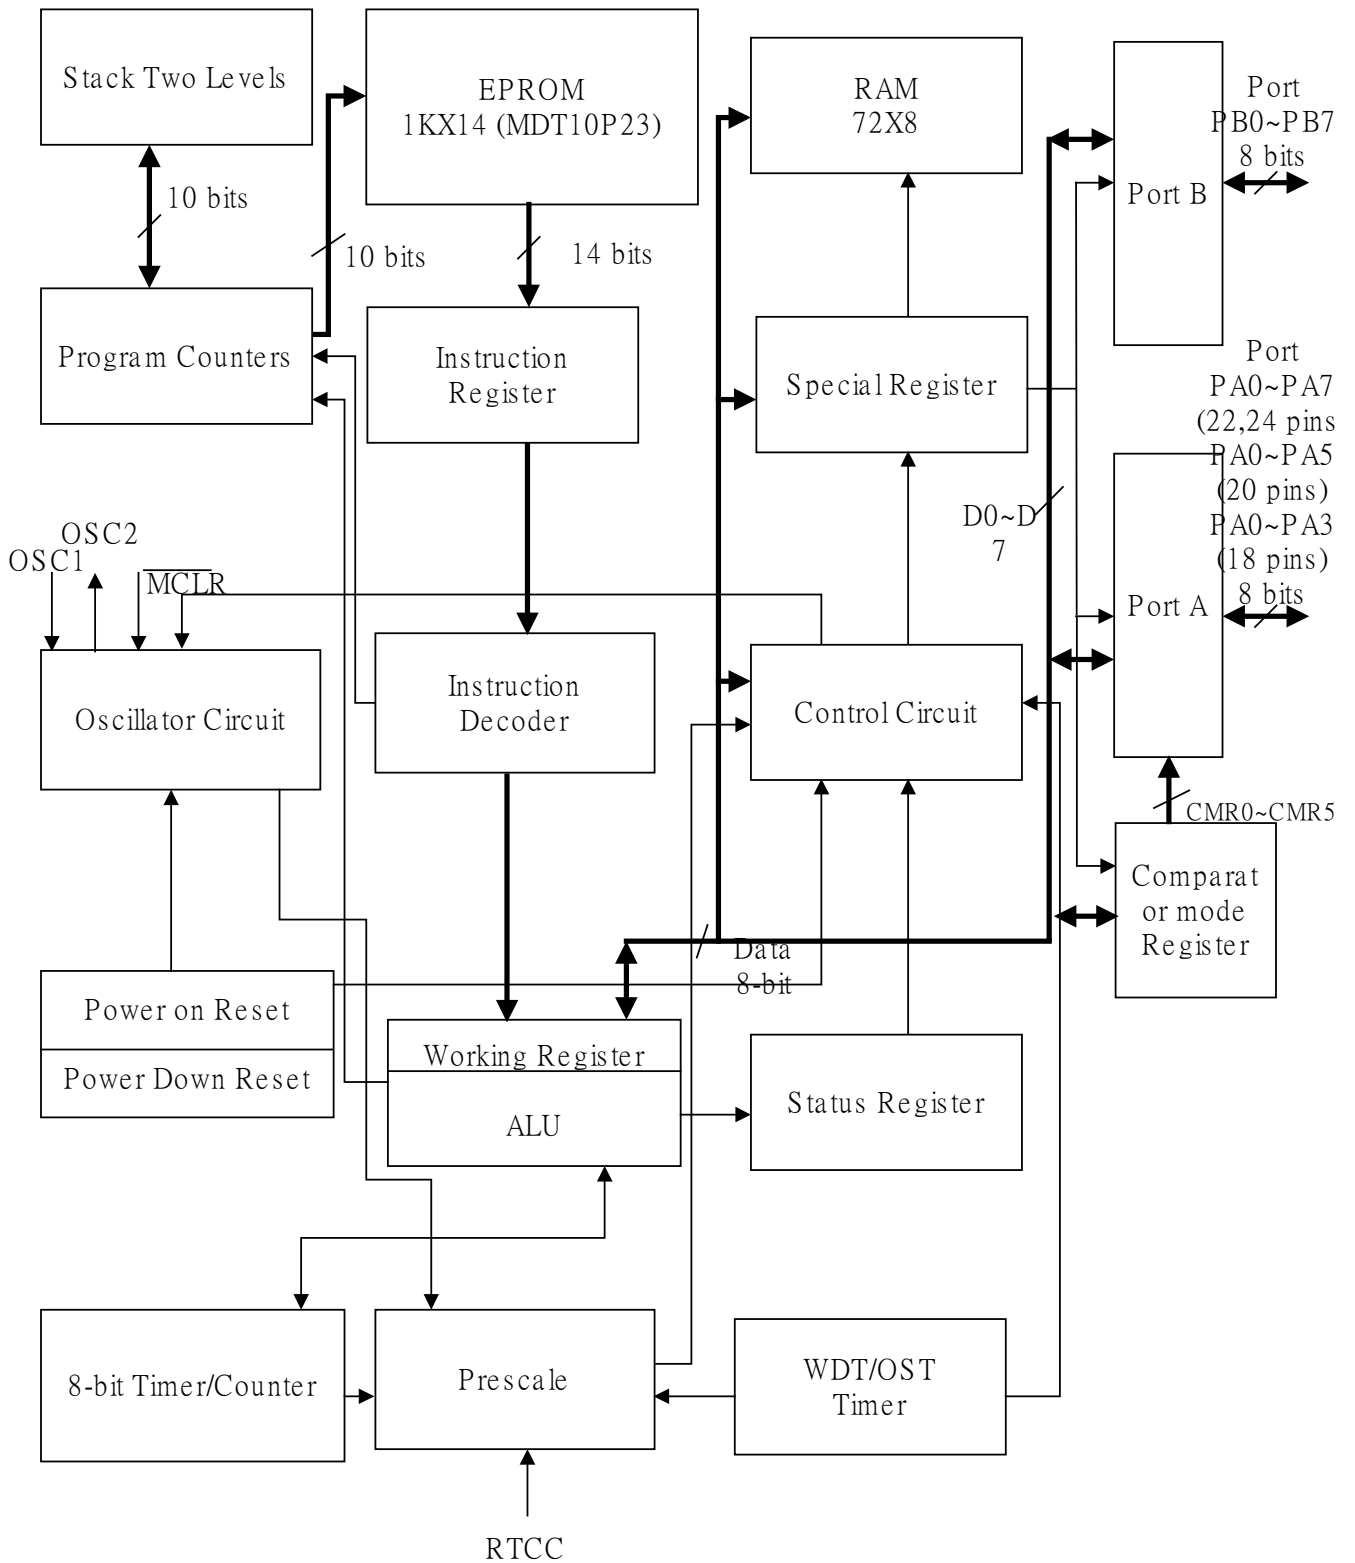 Stack Two Levels
EPROM
1KX14 (MDT10P23)
RAM
72X8
Port
PB0~PB7
8 bits
Port B
10 bits
10 bits
14 bits
Program Counters
Instruction
Register
Special Register
Port
PA0~PA7
(22,24 pins
PA0~PA5
(20 pins)
PA0~PA3
(18 pins)
8 bits
D0~D
7
OSC2
OSC1
MCLR
Port A
Oscillator Circuit
Instruction
Decoder
Control Circuit
CMR0~CMR5
Comparat
or mode
Register
Data
8-bit
Power on Reset
Power Down Reset
Working Register
ALU
Status Register
8-bit Timer/Counter
Prescale
WDT/OST
Timer
RTCC